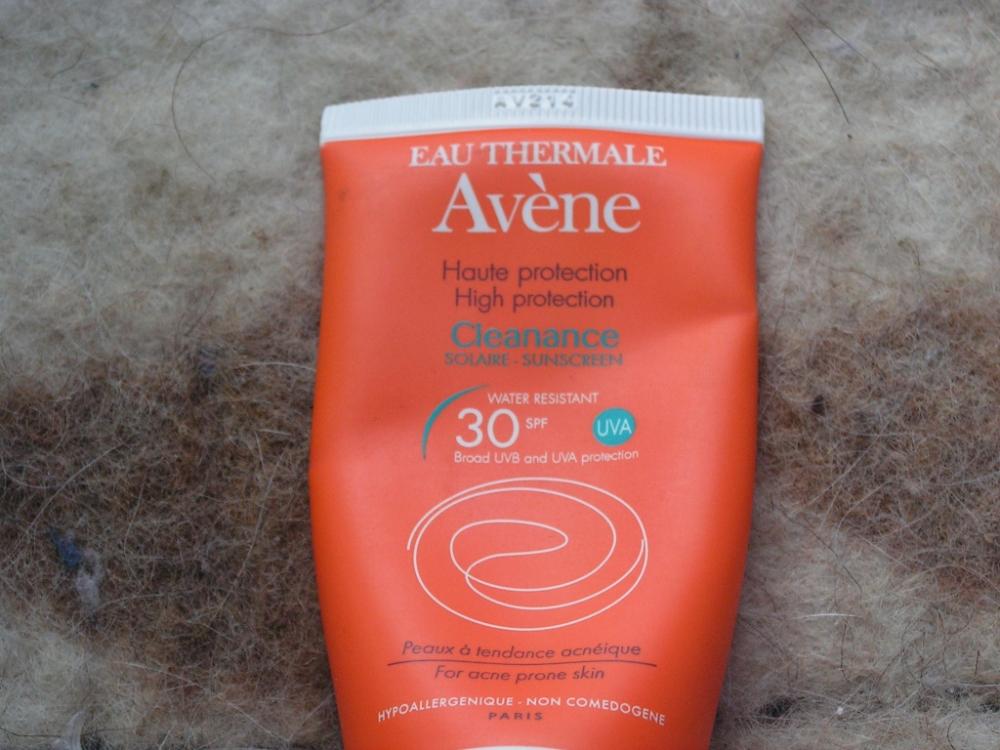 AV214
EAU THERMALE
Avène
Haute protection
High protection
Cleanance
SOLAIRE - SUNSCREEN
WATER RESISTANT
30 SPF UVA
Broad UVB and UVA protection
Peaux à tendance acnéique
For acne prone skin
HYPOALLERGENIQUE - NON COMEDOGENE
PARIS